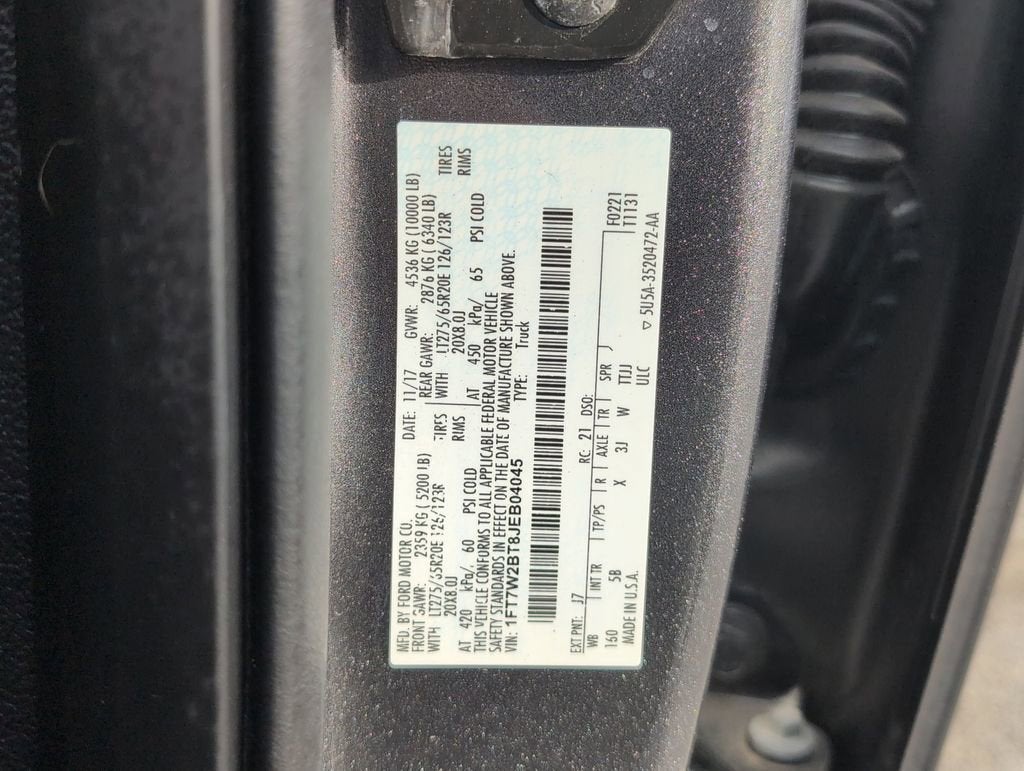 MFD. BY FORD MOTOR CO.
DATE: 11/17 GVWR: 4536 KG (10000 LB)
FRONT GAWR: 2359 KG ( 5200 LB) REAR GAWR: 2876 KG ( 6340 LB)
WITH LT275/65R20E 126/123R TIRES WITH LT275/65R20E 126/123R TIRES
20X8.0J RIMS 20X8.0J RIMS
AT 420 kPa/ 60 PSI COLD AT 450 kPa/ 65 PSI COLD
THIS VEHICLE CONFORMS TO ALL APPLICABLE FEDERAL MOTOR VEHICLE
SAFETY STANDARDS IN EFFECT ON THE DATE OF MANUFACTURE SHOWN ABOVE.
VIN: 1FT7W2BT8JEB04045 TYPE: Truck
EXT PNT: J7 RC: 21 DSO: F0221
WB INT TR TP/PS R AXLE TR SPR T1131
160 5B X 3J W TTJJ
MADE IN U.S.A. ULC
5U5A-3520472-AA